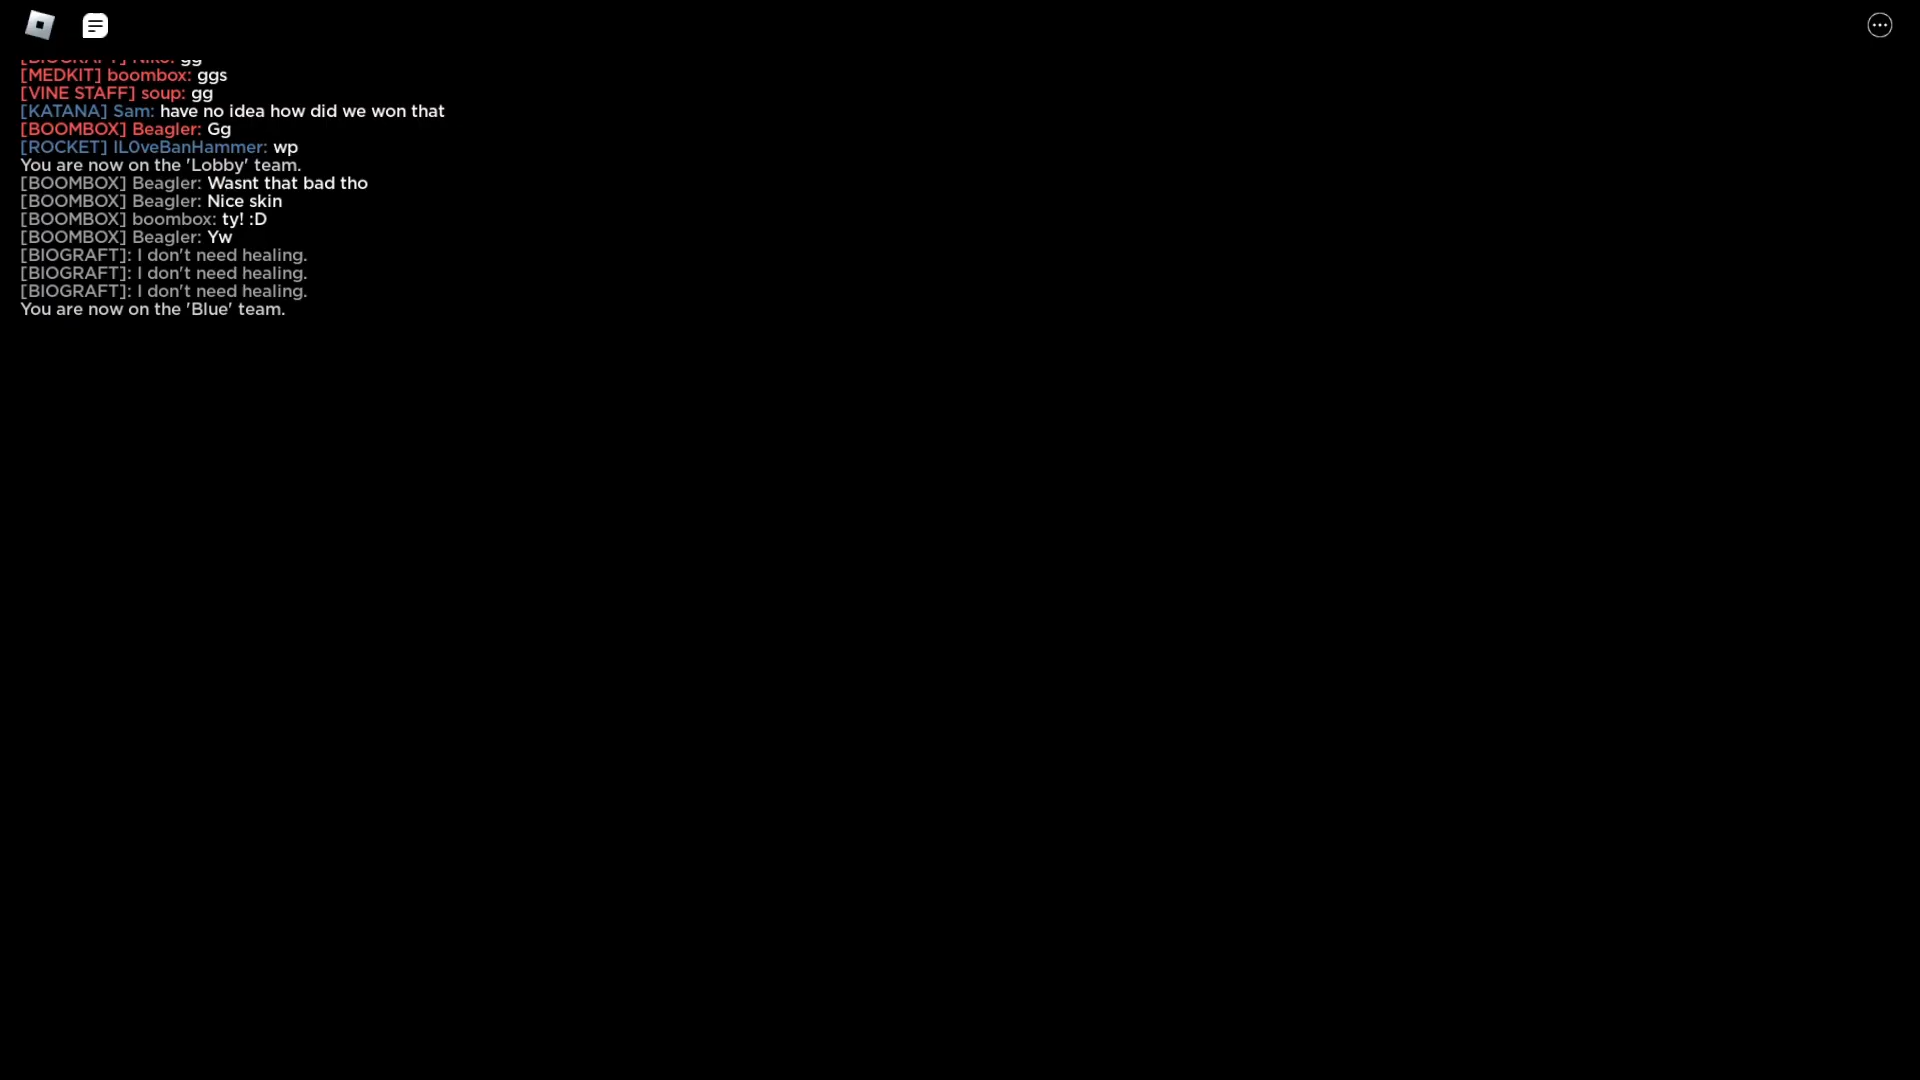 [BIOGRAFT] Niko: gg
[MEDKIT] boombox: ggs
[VINE STAFF] soup: gg
[KATANA] Sam: have no idea how did we won that
[BOOMBOX] Beagler: Gg
[ROCKET] IL0veBanHammer: wp
You are now on the 'Lobby' team.
[BOOMBOX] Beagler: Wasnt that bad tho
[BOOMBOX] Beagler: Nice skin
[BOOMBOX] boombox: ty! :D
[BOOMBOX] Beagler: Yw
[BIOGRAFT]: I don't need healing.
[BIOGRAFT]: I don't need healing.
[BIOGRAFT]: I don't need healing.
You are now on the 'Blue' team.